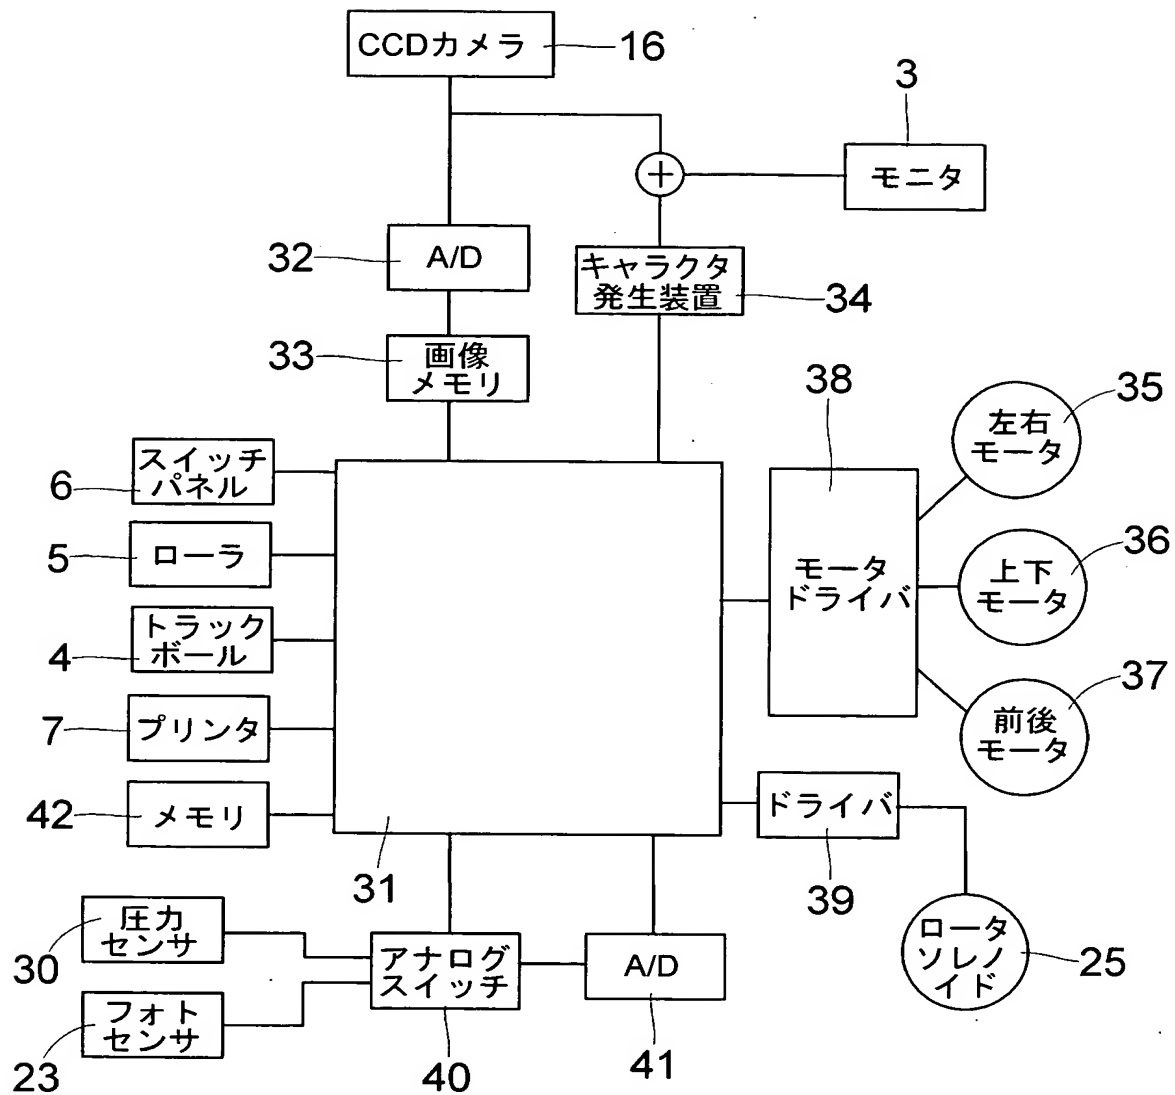 CCDカメラ
16
3
モニタ
A/D
32
キャラクタ
発生装置
34
画像
メモリ
33
38
35
左右
モータ
スイッチ
パネル
6
36
上下
モータ
ローラ
5
モータ
ドライバ
トラック
ボール
4
37
前後
モータ
プリンタ
7
メモリ
42
ドライバ
31
39
圧力
センサ
30
アナログ
スイッチ
A/D
ロータ
ソレノ
イド
25
フォト
センサ
23
40
41